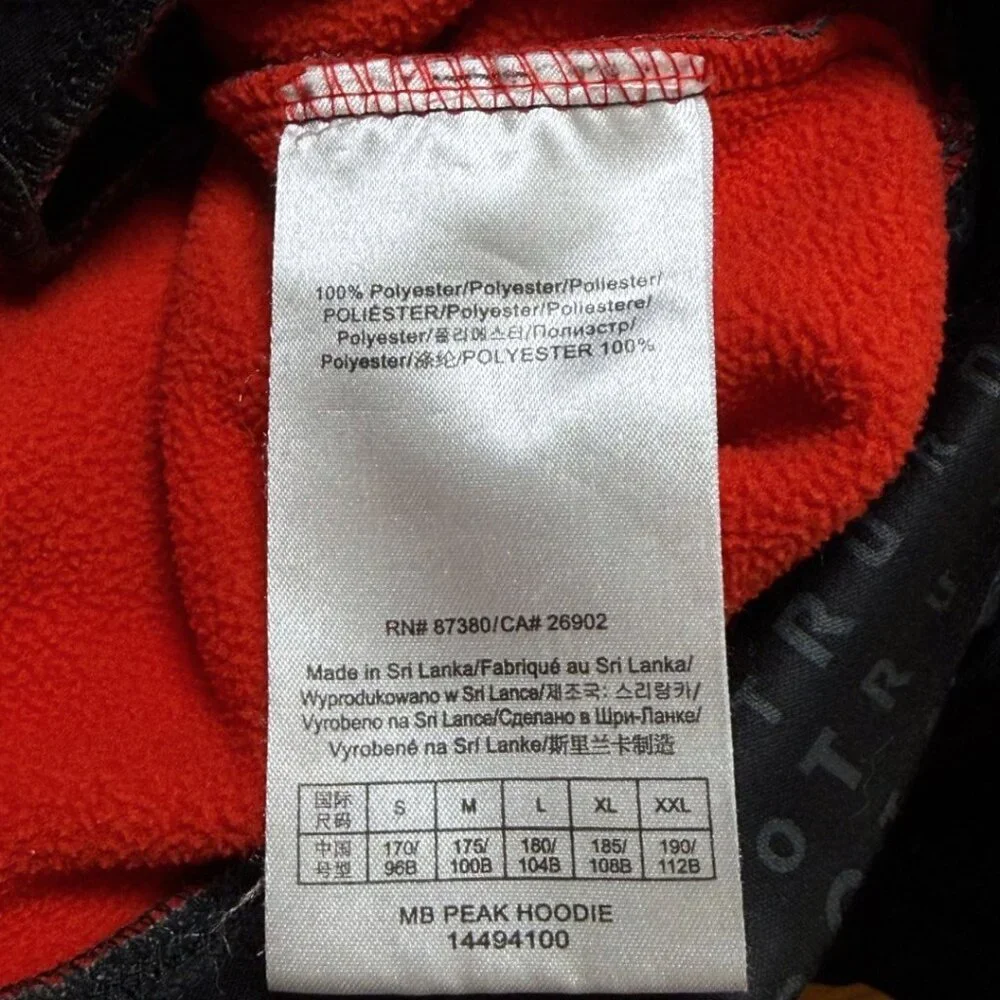 100% Polyester/Polyester/Poliester/
POLIÉSTER/Polyester/Poliestere/
Polyester/폴리에스터/Полиэстр/
Polyester/涤纶/POLYESTER 100%
RN# 87380/CA# 26902
Made in Sri Lanka/Fabriqué au Sri Lanka/
Wyprodukowano w Sri Lance/제조국: 스리랑카/
Vyrobeno na Srí Lance/Сделано в Шри-Ланке/
Vyrobené na Srí Lanke/斯里兰卡制造
国际 尺码 S M L XL XXL
中国 号型 170/ 96B 175/ 100B 180/ 104B 185/ 108B 190/ 112B
MB PEAK HOODIE
14494100